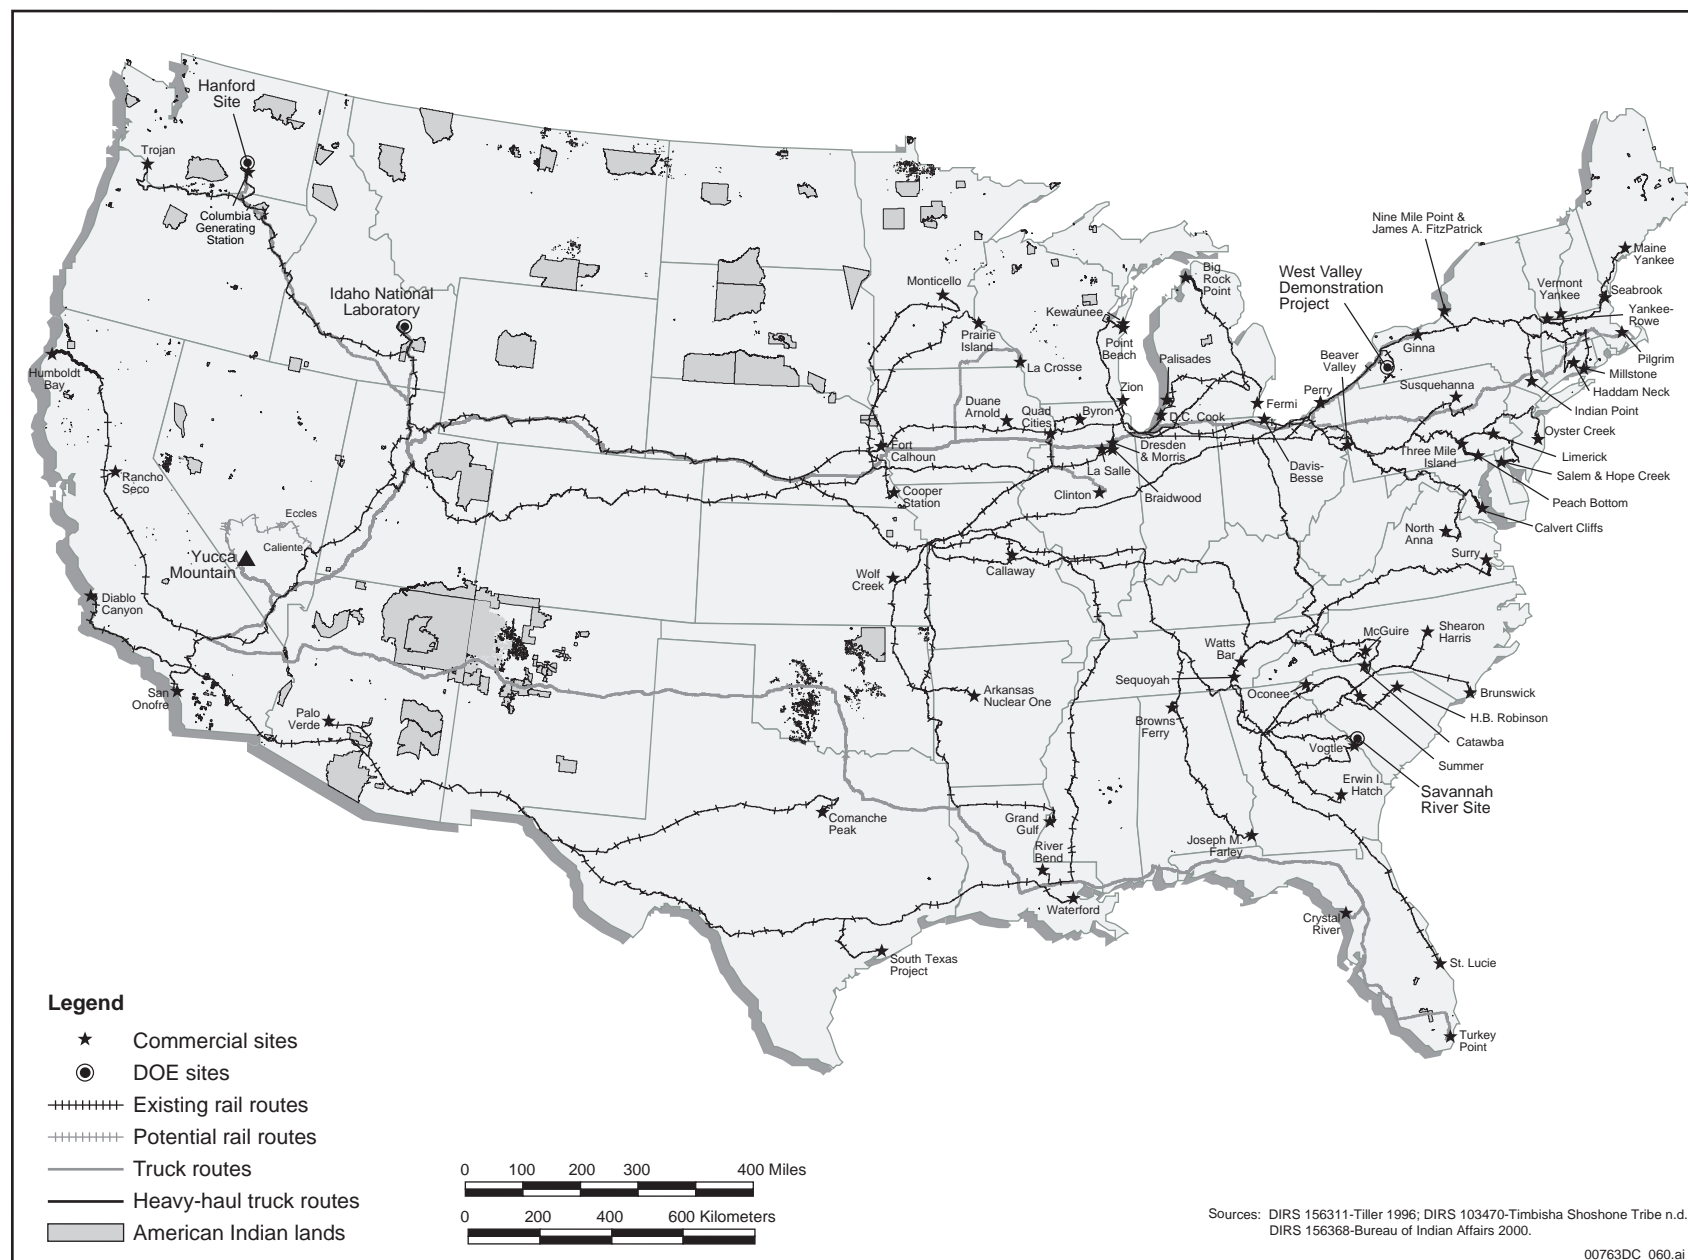 Hanford
Site
Trojan
Columbia
Generating
Station
Idaho National
Laboratory
Humboldt
Bay
Rancho
Seco
Eccles
Caliente
Yucca
Mountain
Diablo
Canyon
San
Onofre
Palo
Verde
Monticello
Prairie
Island
La Crosse
Kewaunee
Point
Beach
Big
Rock
Point
Palisades
Zion
Duane
Arnold
Quad
Cities
Byron
D.C. Cook
Fermi
Fort
Calhoun
Cooper
Station
Dresden
& Morris
La Salle
Clinton
Braidwood
Davis-
Besse
Perry
Beaver
Valley
Nine Mile Point &
James A. FitzPatrick
West Valley
Demonstration
Project
Ginna
Susquehanna
Vermont
Yankee
Maine
Yankee
Seabrook
Yankee-
Rowe
Pilgrim
Millstone
Haddam Neck
Indian Point
Oyster Creek
Three Mile
Island
Limerick
Salem & Hope Creek
Peach Bottom
Calvert Cliffs
North
Anna
Surry
Wolf
Creek
Callaway
Arkansas
Nuclear One
Watts
Bar
Sequoyah
Browns
Ferry
McGuire
Shearon
Harris
Oconee
Brunswick
H.B. Robinson
Catawba
Summer
Vogtle
Savannah
River Site
Erwin I.
Hatch
Joseph M.
Farley
Comanche
Peak
Grand
Gulf
River
Bend
Waterford
South Texas
Project
Crystal
River
St. Lucie
Turkey
Point
Legend
Commercial sites
DOE sites
Existing rail routes
Potential rail routes
Truck routes
Heavy-haul truck routes
American Indian lands
0 100 200 300 400 Miles
0 200 400 600 Kilometers
Sources: DIRS 156311-Tiller 1996; DIRS 103470-Timbisha Shoshone Tribe n.d.
DIRS 156368-Bureau of Indian Affairs 2000.
00763DC_060.ai